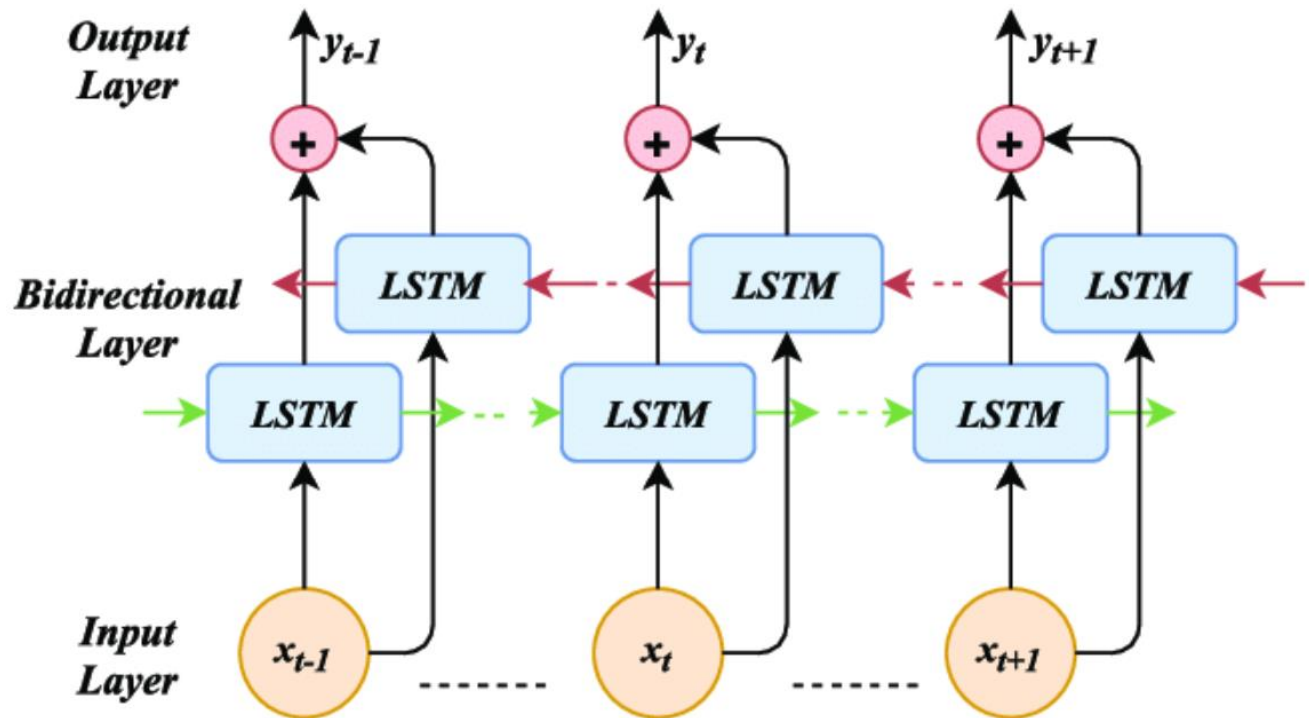 Output
Layer
y_{t-1}
y_t
y_{t+1}
+
+
+
LSTM
LSTM
LSTM
Bidirectional
Layer
LSTM
LSTM
LSTM
Input
Layer
x_{t-1}
x_t
x_{t+1}